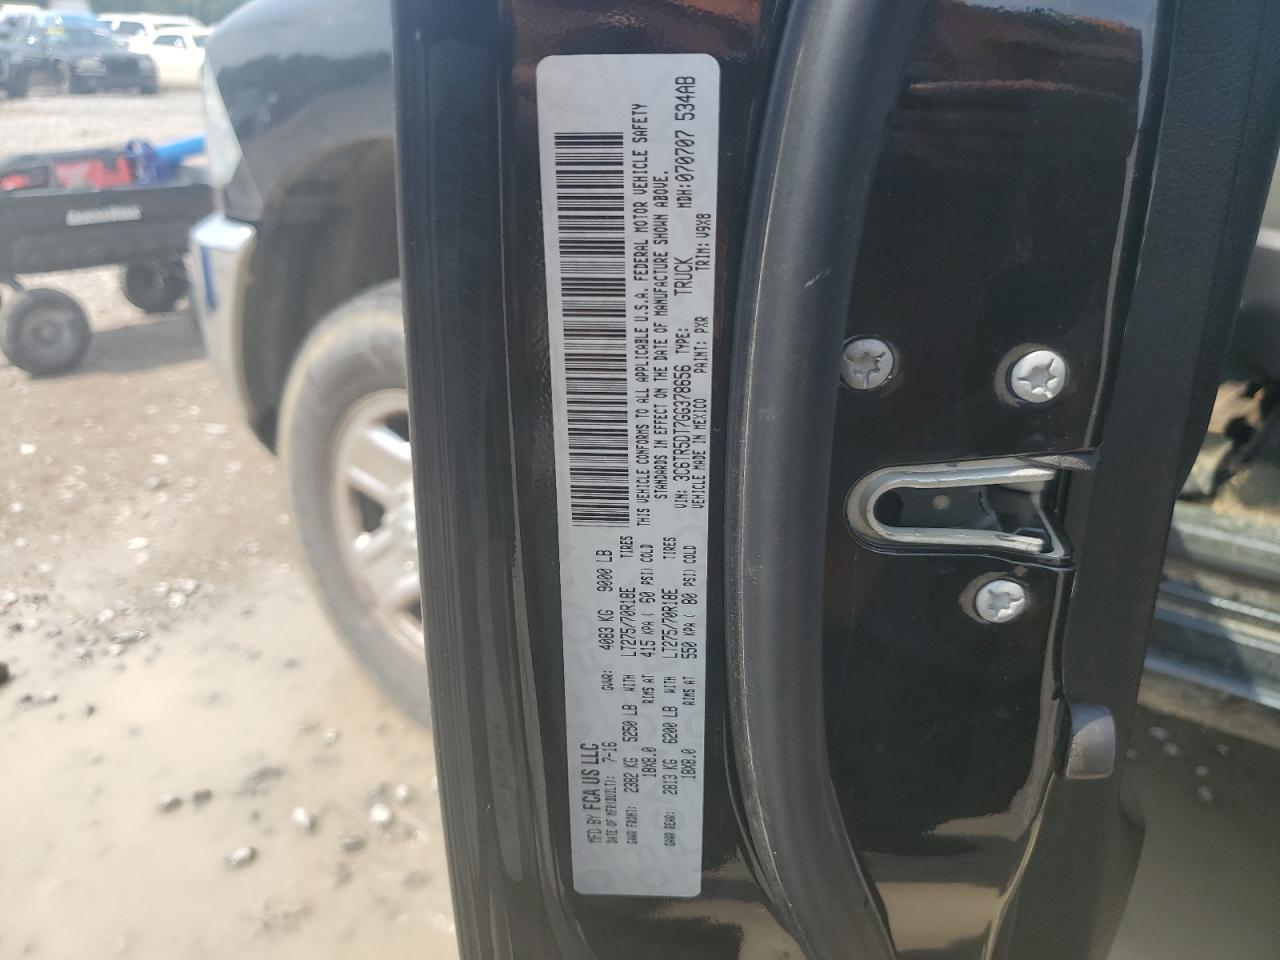 MFD BY FCA US LLC
DATE OF MFR(BUILT): 7-16 GVWR: 4083 KG 9000 LB
GAWR FRONT: 2382 KG 5250 LB WITH LT275/70R18E TIRES
18X8.0 RIMS AT 415 KPA ( 60 PSI) COLD
GAWR REAR: 2813 KG 6200 LB WITH LT275/70R18E TIRES
18X8.0 RIMS AT 550 KPA ( 80 PSI) COLD
THIS VEHICLE CONFORMS TO ALL APPLICABLE U.S.A. FEDERAL MOTOR VEHICLE SAFETY
STANDARDS IN EFFECT ON THE DATE OF MANUFACTURE SHOWN ABOVE.
VIN: 3C6TR5DT7GG378656 TYPE: TRUCK MDH:070707 534AB
VEHICLE MADE IN MEXICO PAINT: PXR TRIM: V9X8